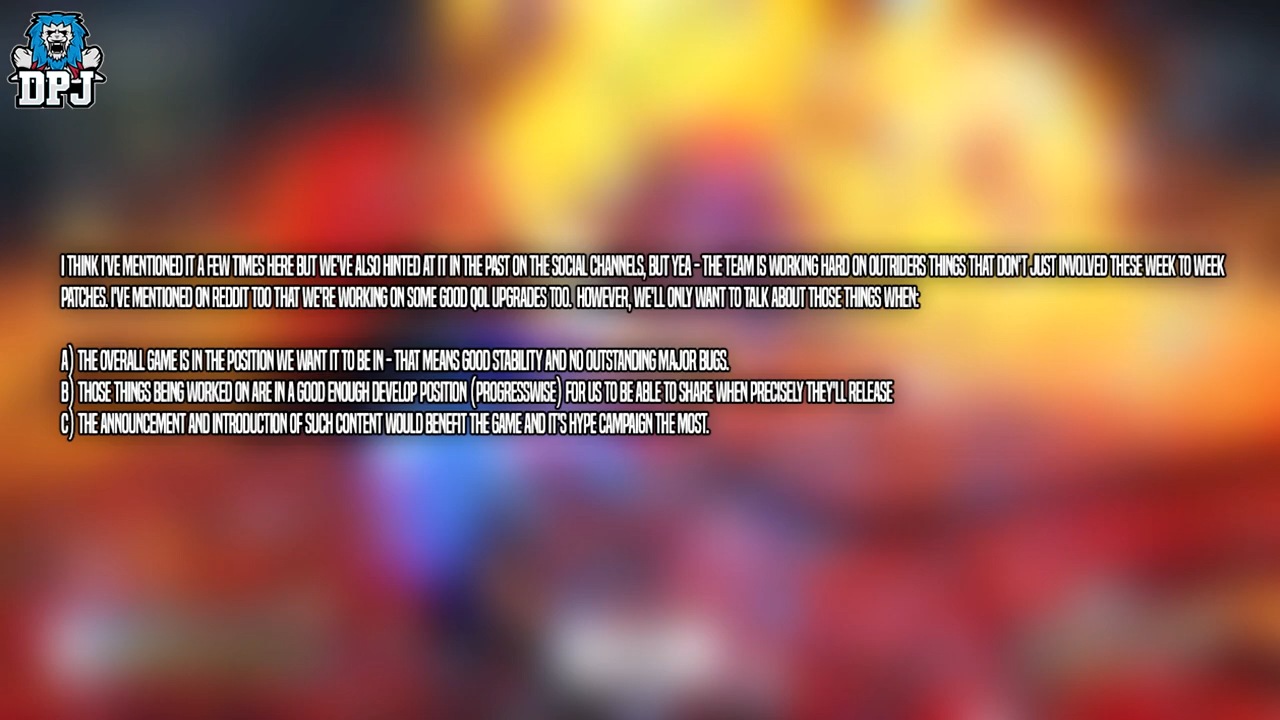 DPJ
I THINK I'VE MENTIONED IT A FEW TIMES HERE BUT WE'VE ALSO HINTED AT IT IN THE PAST ON THE SOCIAL CHANNELS, BUT YEA - THE TEAM IS WORKING HARD ON OUTRIDERS THINGS THAT DON'T JUST INVOLVED THESE WEEK TO WEEK
PATCHES. I'VE MENTIONED ON REDDIT TOO THAT WE'RE WORKING ON SOME GOOD QOL UPGRADES TOO. HOWEVER, WE'LL ONLY WANT TO TALK ABOUT THOSE THINGS WHEN:
A) THE OVERALL GAME IS IN THE POSITION WE WANT IT TO BE IN - THAT MEANS GOOD STABILITY AND NO OUTSTANDING MAJOR BUGS.
B) THOSE THINGS BEING WORKED ON ARE IN A GOOD ENOUGH DEVELOP POSITION (PROGRESSWISE) FOR US TO BE ABLE TO SHARE WHEN PRECISELY THEY'LL RELEASE
C) THE ANNOUNCEMENT AND INTRODUCTION OF SUCH CONTENT WOULD BENEFIT THE GAME AND IT'S HYPE CAMPAIGN THE MOST.